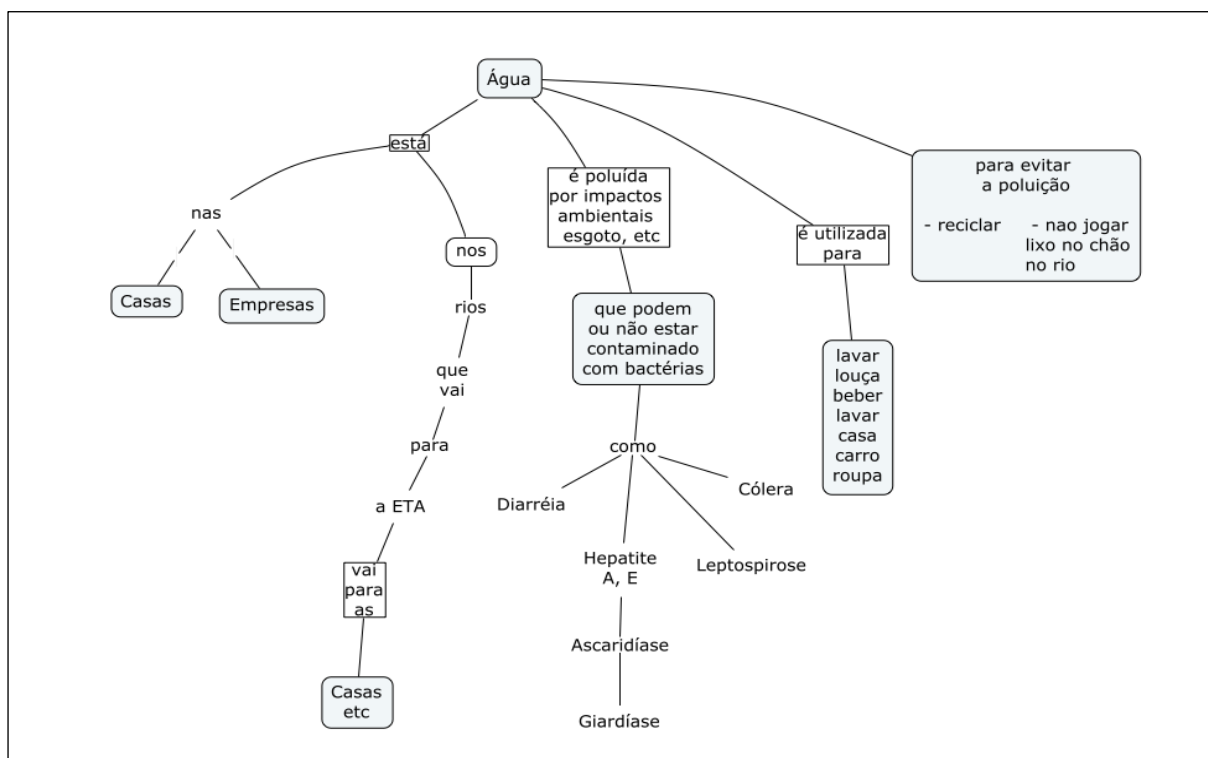 Água
está
nas
Casas
Empresas
nos
rios
que
vai
para
a ETA
vai
para
as
Casas
etc
é poluída
por impactos
ambientais
esgoto, etc
que podem
ou não estar
contaminado
com bactérias
como
Diarréia
Hepatite
A, E
Ascaridíase
Giardíase
Leptospirose
Cólera
é utilizada
para
lavar
louça
beber
lavar
casa
carro
roupa
para evitar
a poluição
- reciclar
- nao jogar
lixo no chão
no rio